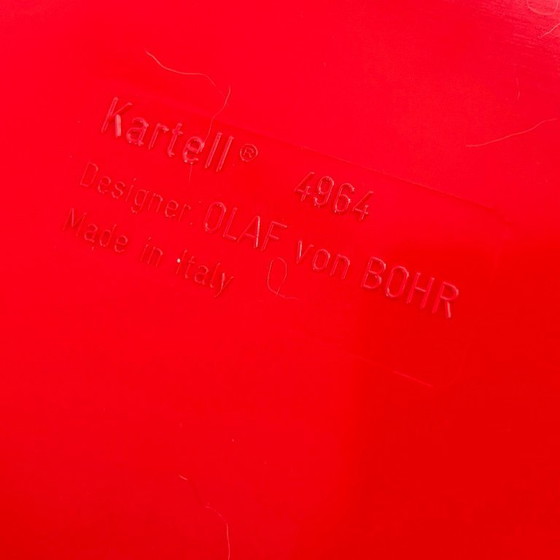 Kartell® 4964
Designer: OLAF von BOHR
Made in Italy